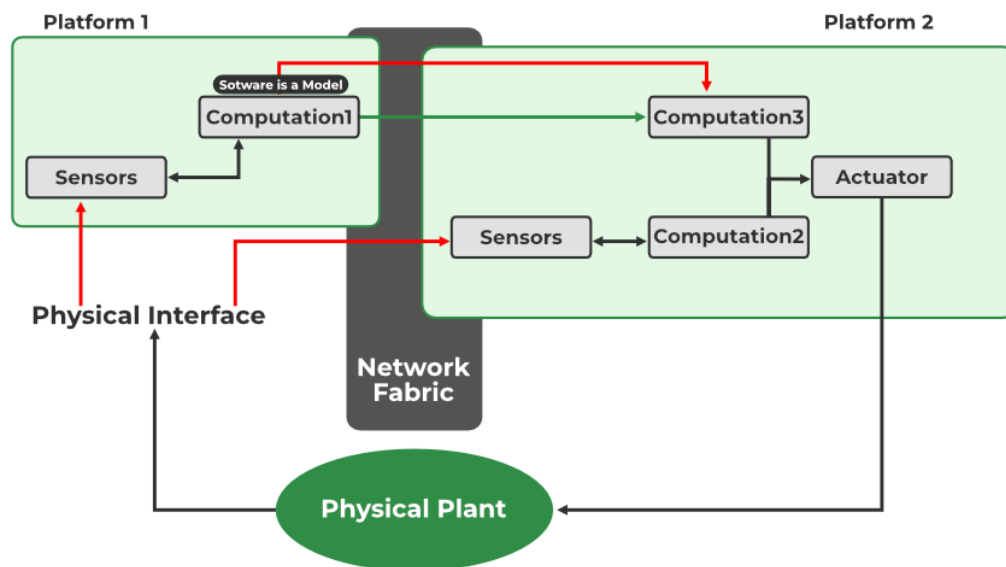 Platform 1
Platform 2
Sotware is a Model
Computation1
Computation3
Sensors
Actuator
Sensors
Computation2
Physical Interface
Network
Fabric
Physical Plant